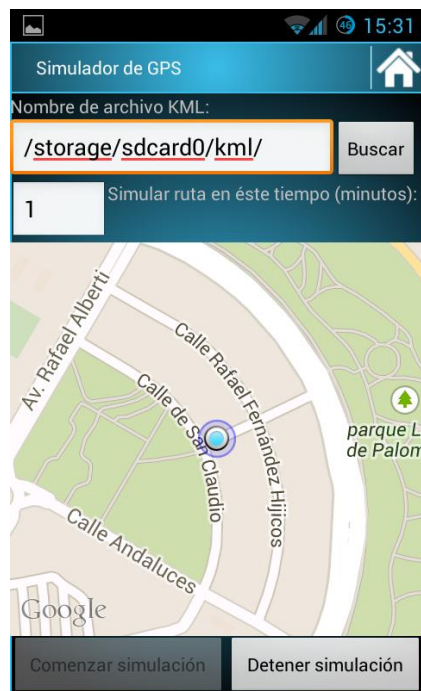 46 15:31
Simulador de GPS
Nombre de archivo KML:
/storage/sdcard0/kml/
Buscar
1
Simular ruta en éste tiempo (minutos):
Av. Rafael Alberti
Calle Rafael Fernández Hijicos
Calle de San Claudio
parque L
de Palom
Calle Andaluces
Google
Comenzar simulación
Detener simulación